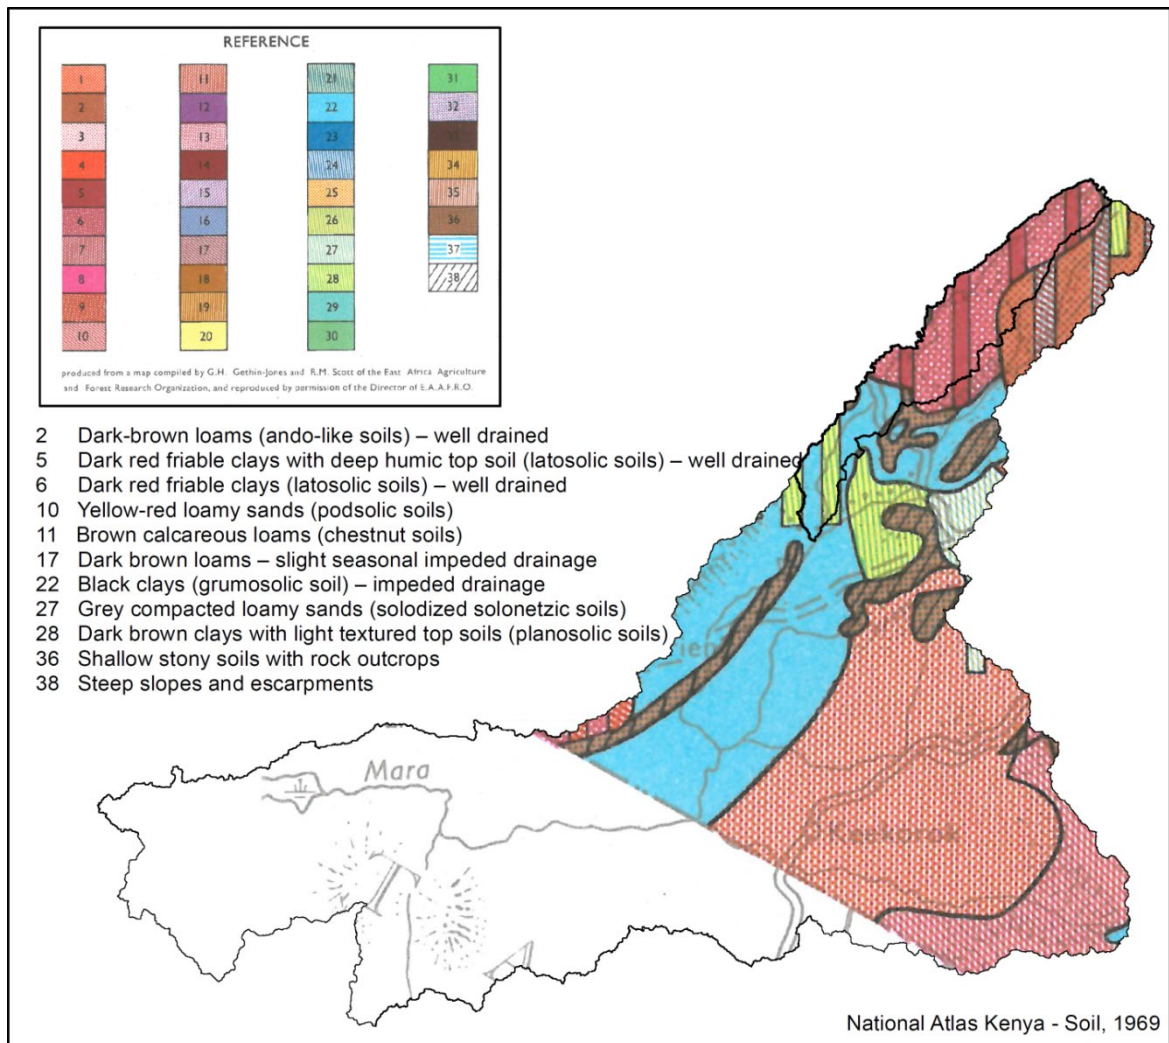 REFERENCE
1 11 21 31
2 12 22 32
3 13 23 33
4 14 24 34
5 15 25 35
6 16 26 36
7 17 27 37
8 18 28 38
9 19 29
10 20 30
produced from a map compiled by G.H. Gethin-Jones and R.M. Scott of the East Africa Agriculture
and Forest Research Organization, and reproduced by permission of the Director of E.A.A.F.R.O.
2 Dark-brown loams (ando-like soils) – well drained
5 Dark red friable clays with deep humic top soil (latosolic soils) – well drained
6 Dark red friable clays (latosolic soils) – well drained
10 Yellow-red loamy sands (podsolic soils)
11 Brown calcareous loams (chestnut soils)
17 Dark brown loams – slight seasonal impeded drainage
22 Black clays (grumosolic soil) – impeded drainage
27 Grey compacted loamy sands (solodized solonetzic soils)
28 Dark brown clays with light textured top soils (planosolic soils)
36 Shallow stony soils with rock outcrops
38 Steep slopes and escarpments
Mara
Keekorok
National Atlas Kenya - Soil, 1969